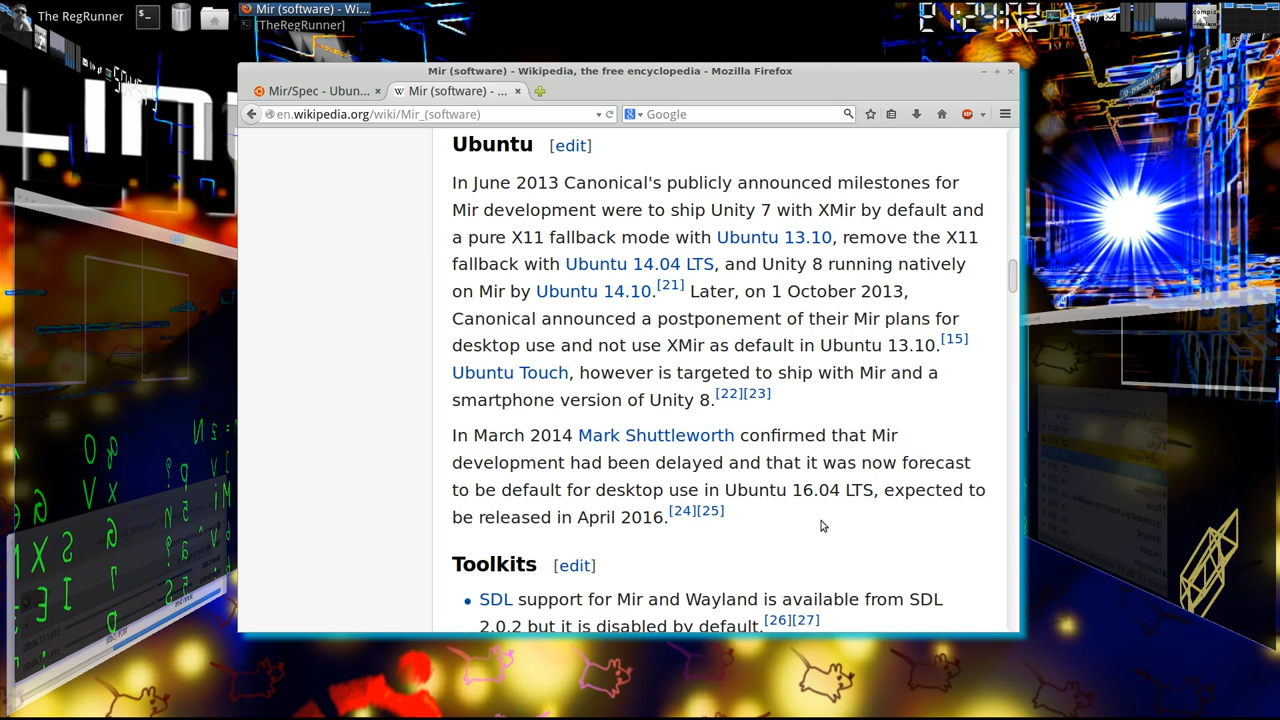 The RegRunner
Mir (software) - Wi...
[TheRegRunner]
Mir (software) - Wikipedia, the free encyclopedia - Mozilla Firefox
Mir/Spec - Ubun... ×
Mir (software) - ... ×
en.wikipedia.org/wiki/Mir_(software)
Google
Ubuntu [edit]
In June 2013 Canonical's publicly announced milestones for
Mir development were to ship Unity 7 with XMir by default and
a pure X11 fallback mode with Ubuntu 13.10, remove the X11
fallback with Ubuntu 14.04 LTS, and Unity 8 running natively
on Mir by Ubuntu 14.10.[21] Later, on 1 October 2013,
Canonical announced a postponement of their Mir plans for
desktop use and not use XMir as default in Ubuntu 13.10.[15]
Ubuntu Touch, however is targeted to ship with Mir and a
smartphone version of Unity 8.[22][23]
In March 2014 Mark Shuttleworth confirmed that Mir
development had been delayed and that it was now forecast
to be default for desktop use in Ubuntu 16.04 LTS, expected to
be released in April 2016.[24][25]
Toolkits [edit]
• SDL support for Mir and Wayland is available from SDL
2.0.2 but it is disabled by default.[26][27]